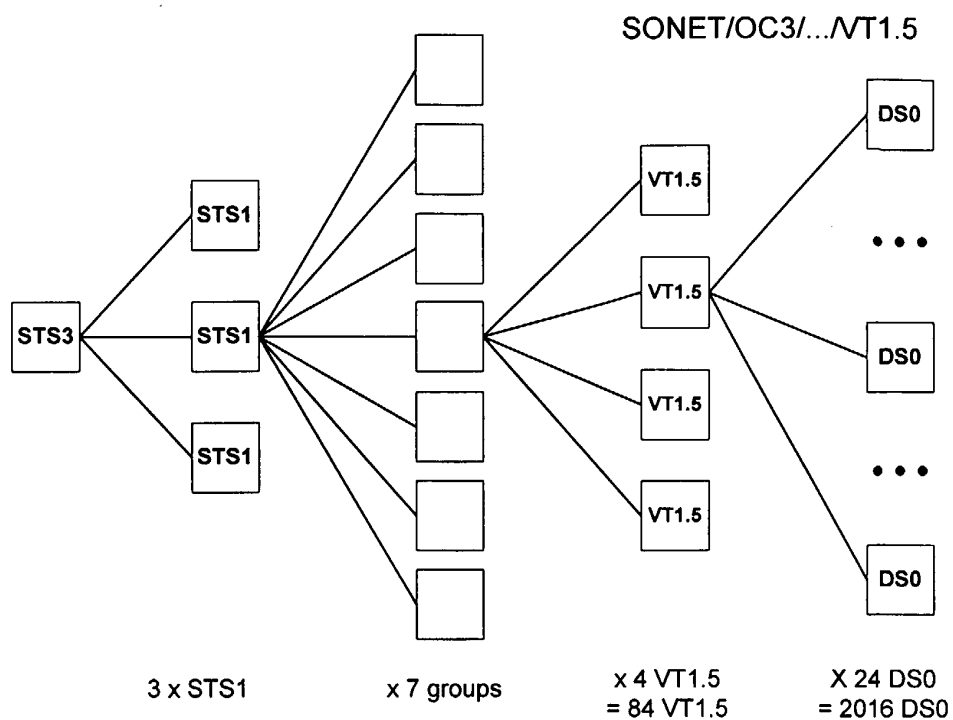 SONET/OC3/.../VT1.5
STS3
STS1
STS1
STS1
VT1.5
VT1.5
VT1.5
VT1.5
DS0
• • •
DS0
• • •
DS0
3 x STS1
x 7 groups
x 4 VT1.5
= 84 VT1.5
X 24 DS0
= 2016 DS0